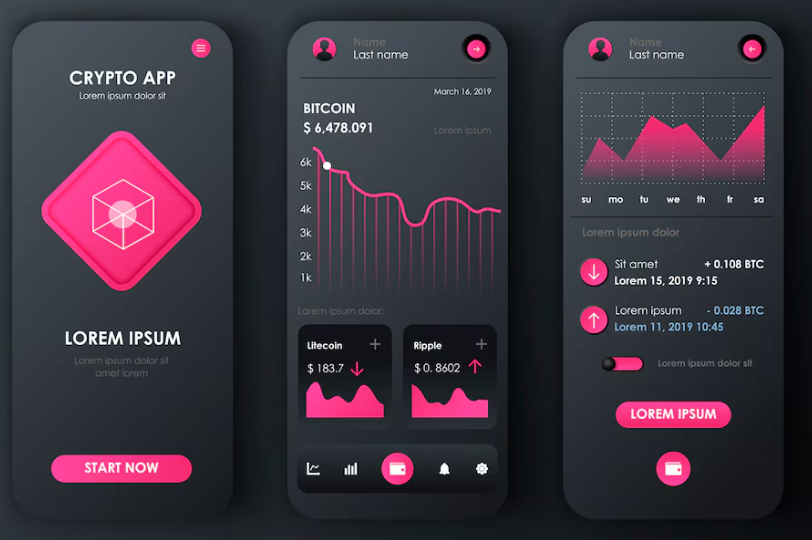 CRYPTO APP
Lorem ipsum dolor sit
LOREM IPSUM
Lorem ipsum dolor sit
amet lorem
START NOW
Name
Last name
March 16, 2019
BITCOIN
$ 6,478.091
Lorem ipsum
6k
5k
4k
3k
2k
1k
Lorem ipsum dolor:
Litecoin
$ 183.7
Ripple
$ 0. 8602
Name
Last name
su mo tu we th fr sa
Lorem ipsum dolor
Sit amet + 0.108 BTC
Lorem 15, 2019 9:15
Lorem ipsum - 0.028 BTC
Lorem 11, 2019 10:45
Lorem ipsum dolor sit
LOREM IPSUM